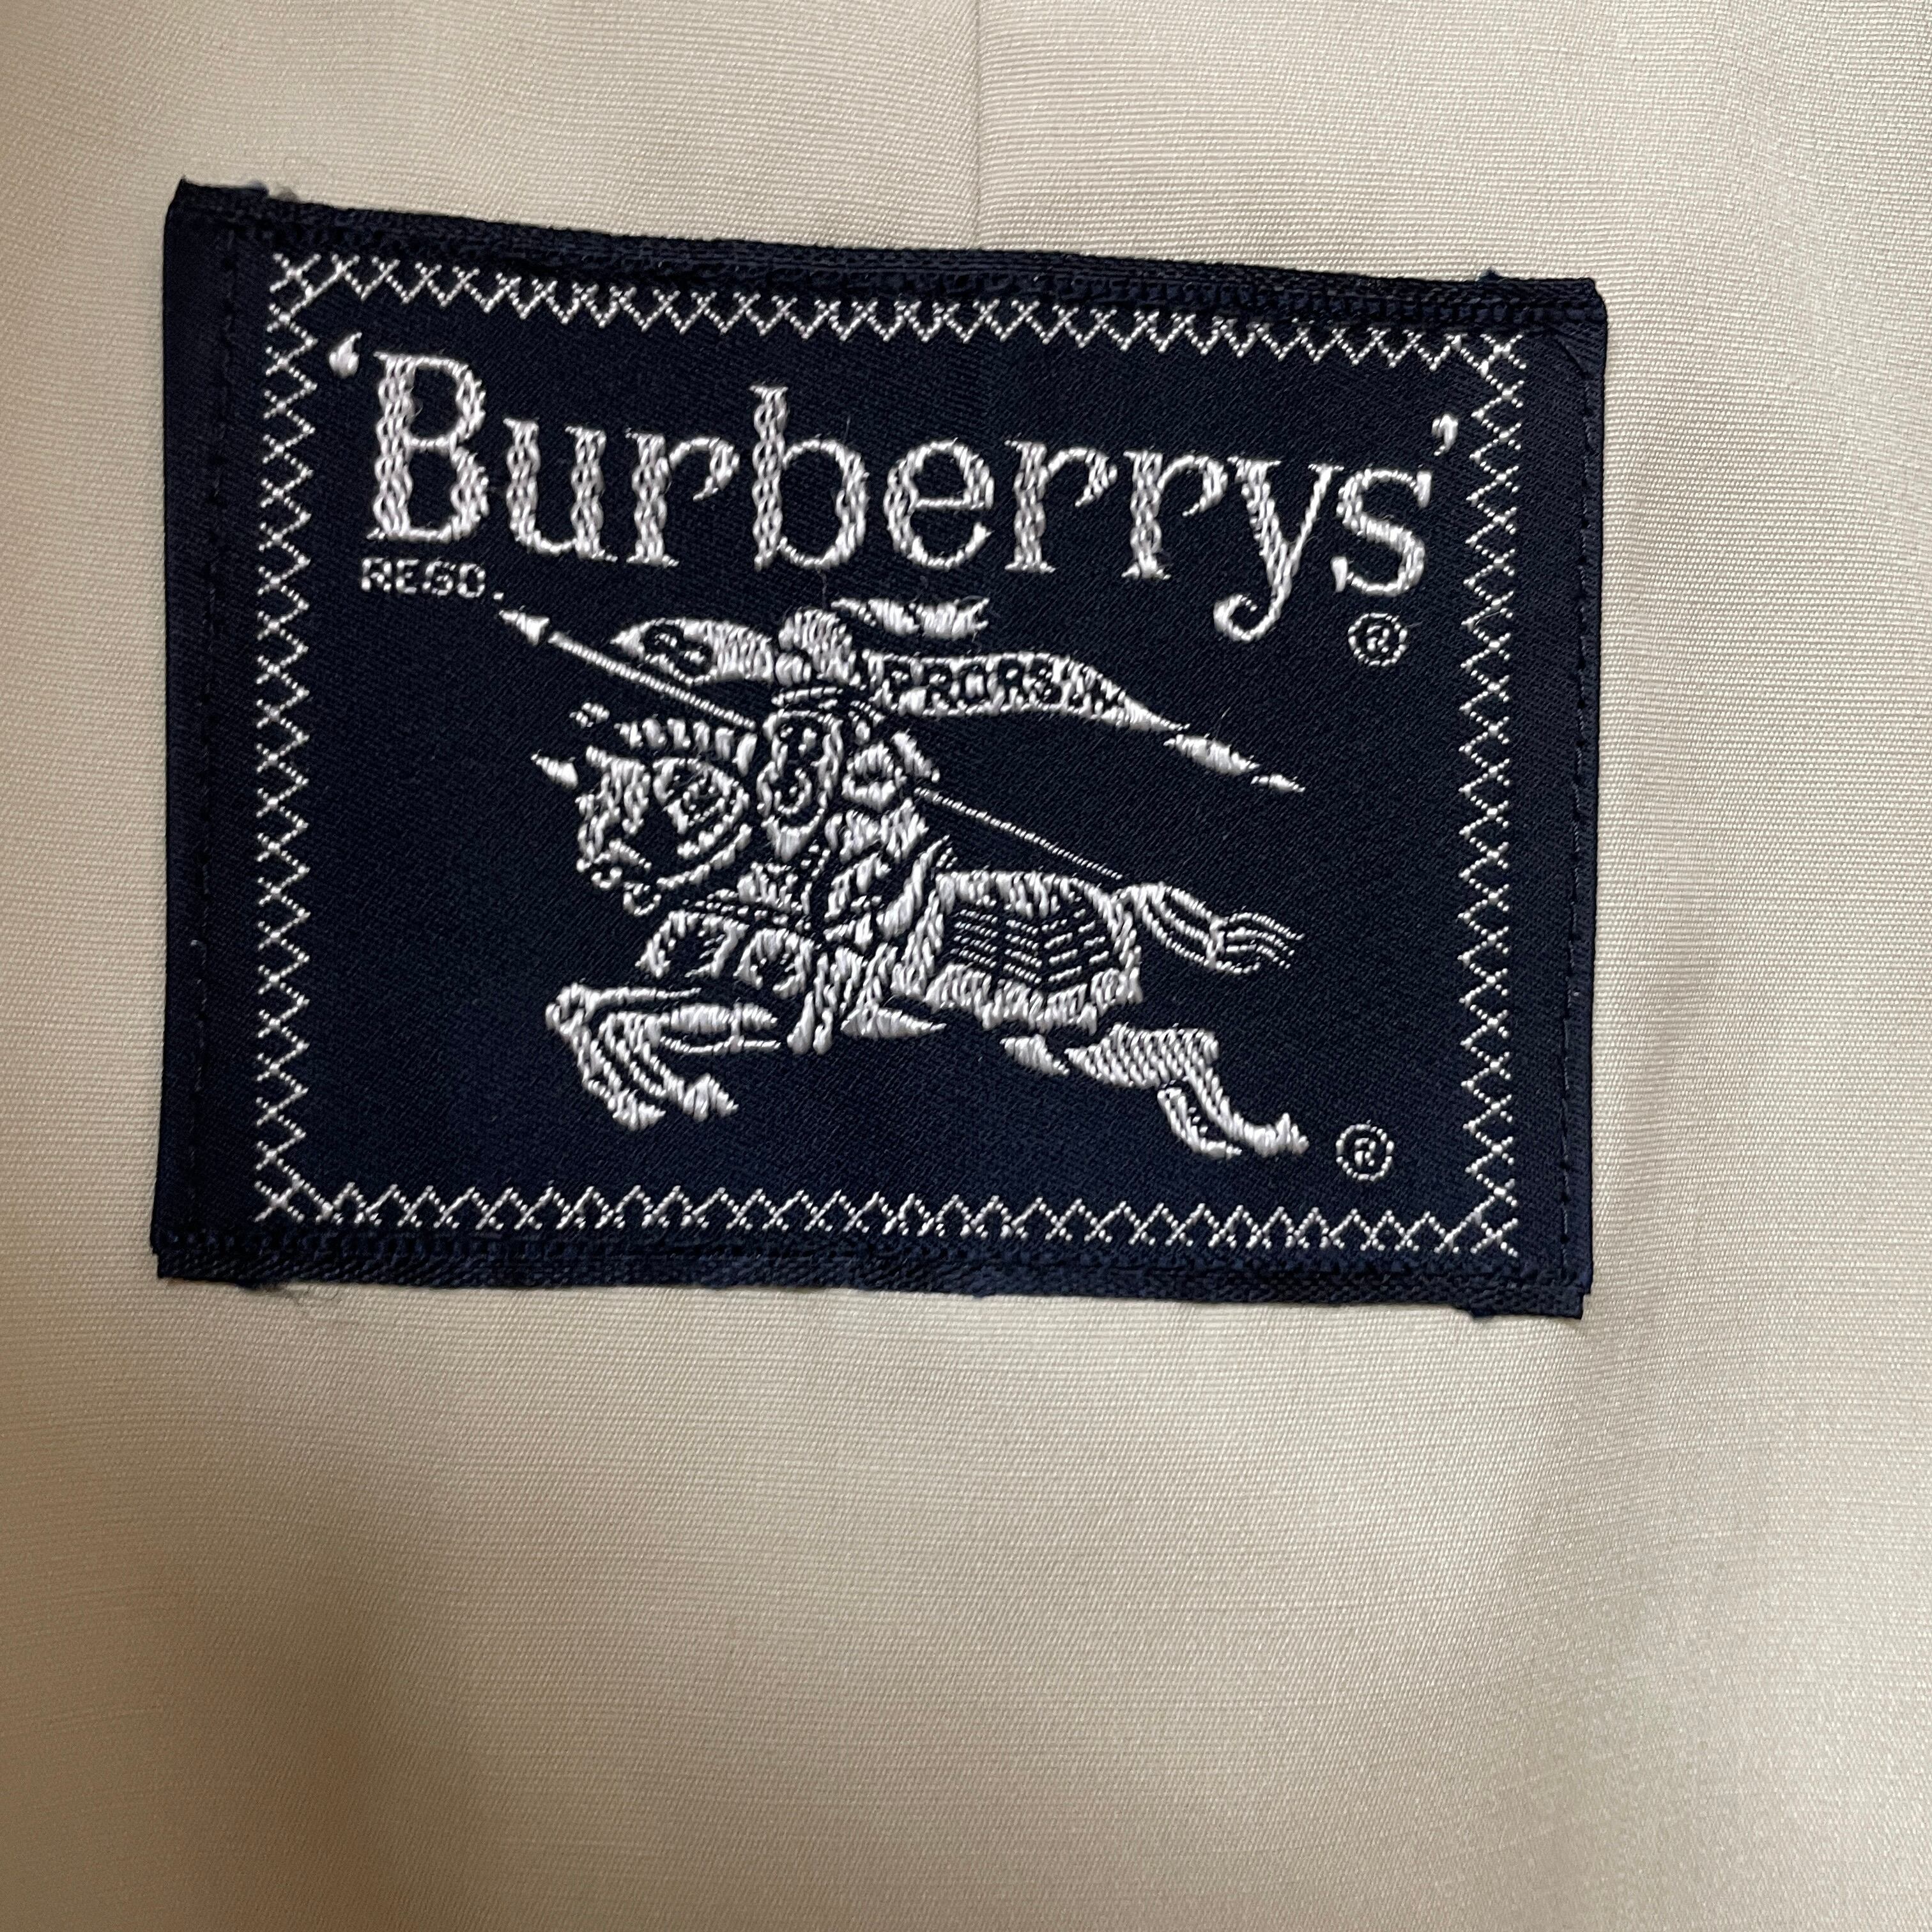 'Burberrys'
REGD.
®
PRORSUM
®